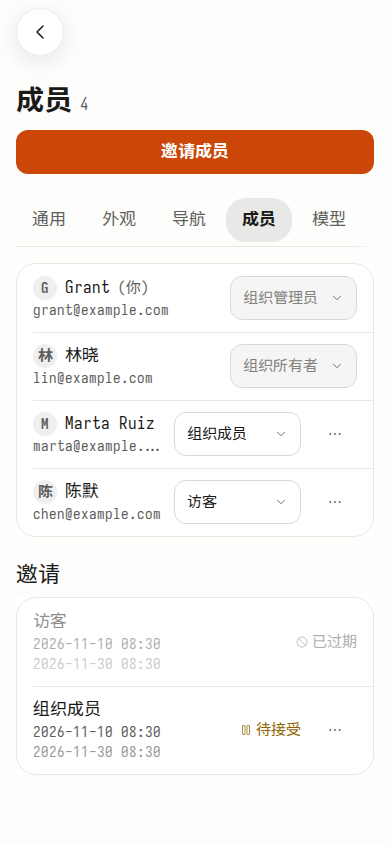 成员 4
邀请成员
通用 外观 导航 成员 模型
G Grant（你） 组织管理员
grant@example.com
林 林晓 组织所有者
lin@example.com
M Marta Ruiz 组织成员 ···
marta@example....
陈 陈默 访客 ···
chen@example.com
邀请
访客
2026-11-10 08:30 已过期
2026-11-30 08:30
组织成员
2026-11-10 08:30 待接受 ···
2026-11-30 08:30